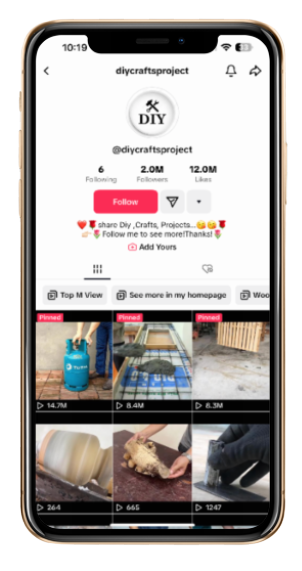 10:19
diycraftsproject
DIY
@diycraftsproject
6 2.0M 12.0M
Following Followers Likes
Follow
share Diy ,Crafts, Projects...
Follow me to see more!Thanks!
Add Yours
Top M View See more in my homepage Woo
Pinned Pinned Pinned
14.7M 8.4M 8.3M
264 665 1247